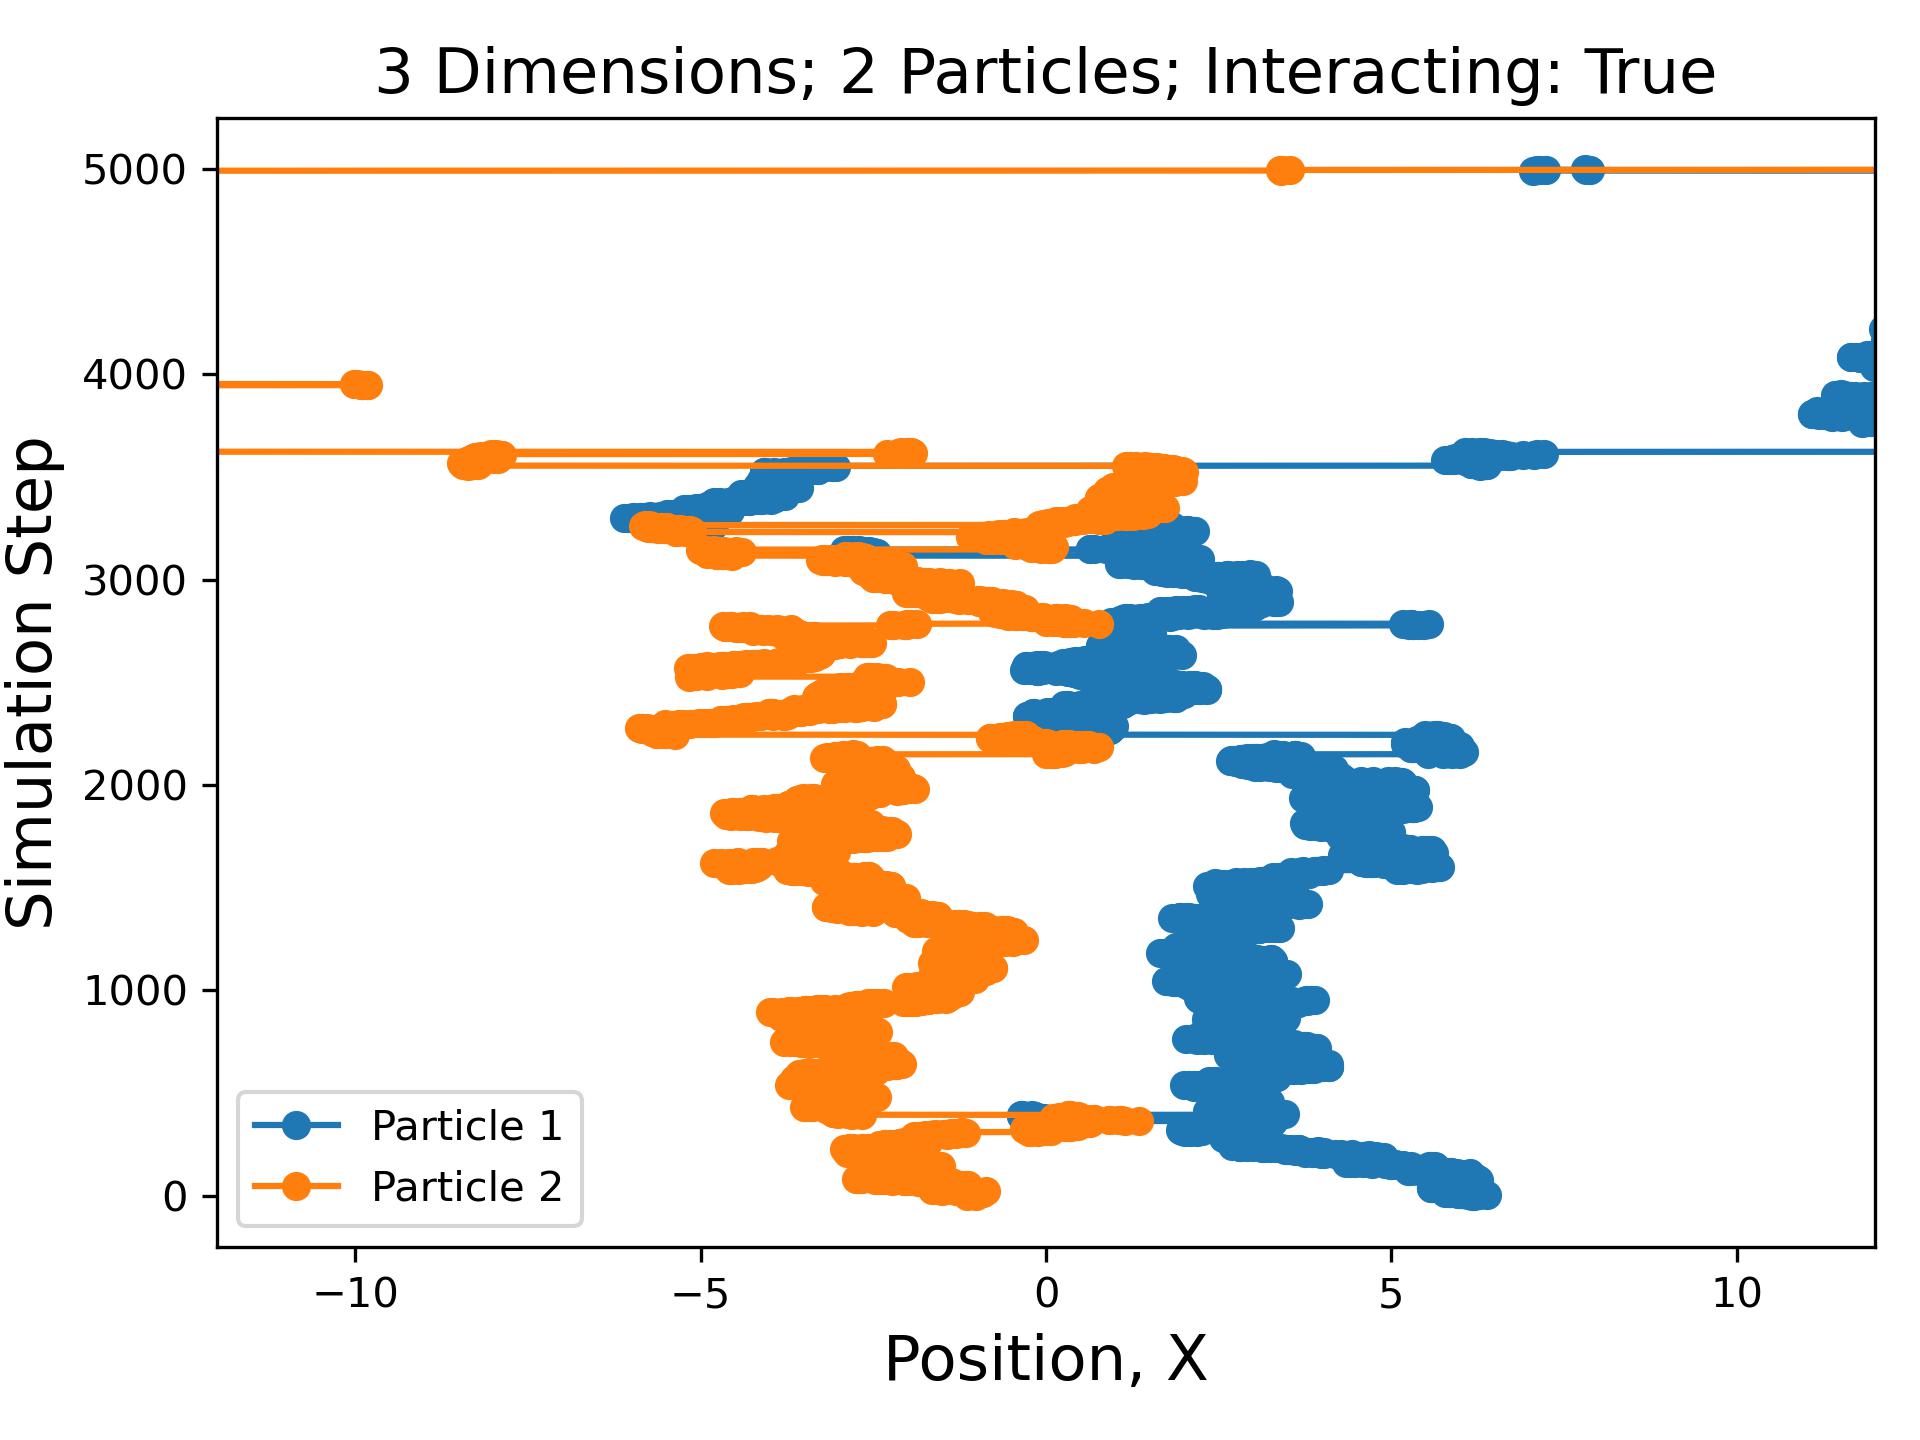 3 Dimensions; 2 Particles; Interacting: True
Simulation Step
5000
4000
3000
2000
1000
0
Particle 1
Particle 2
−10
−5
0
5
10
Position, X